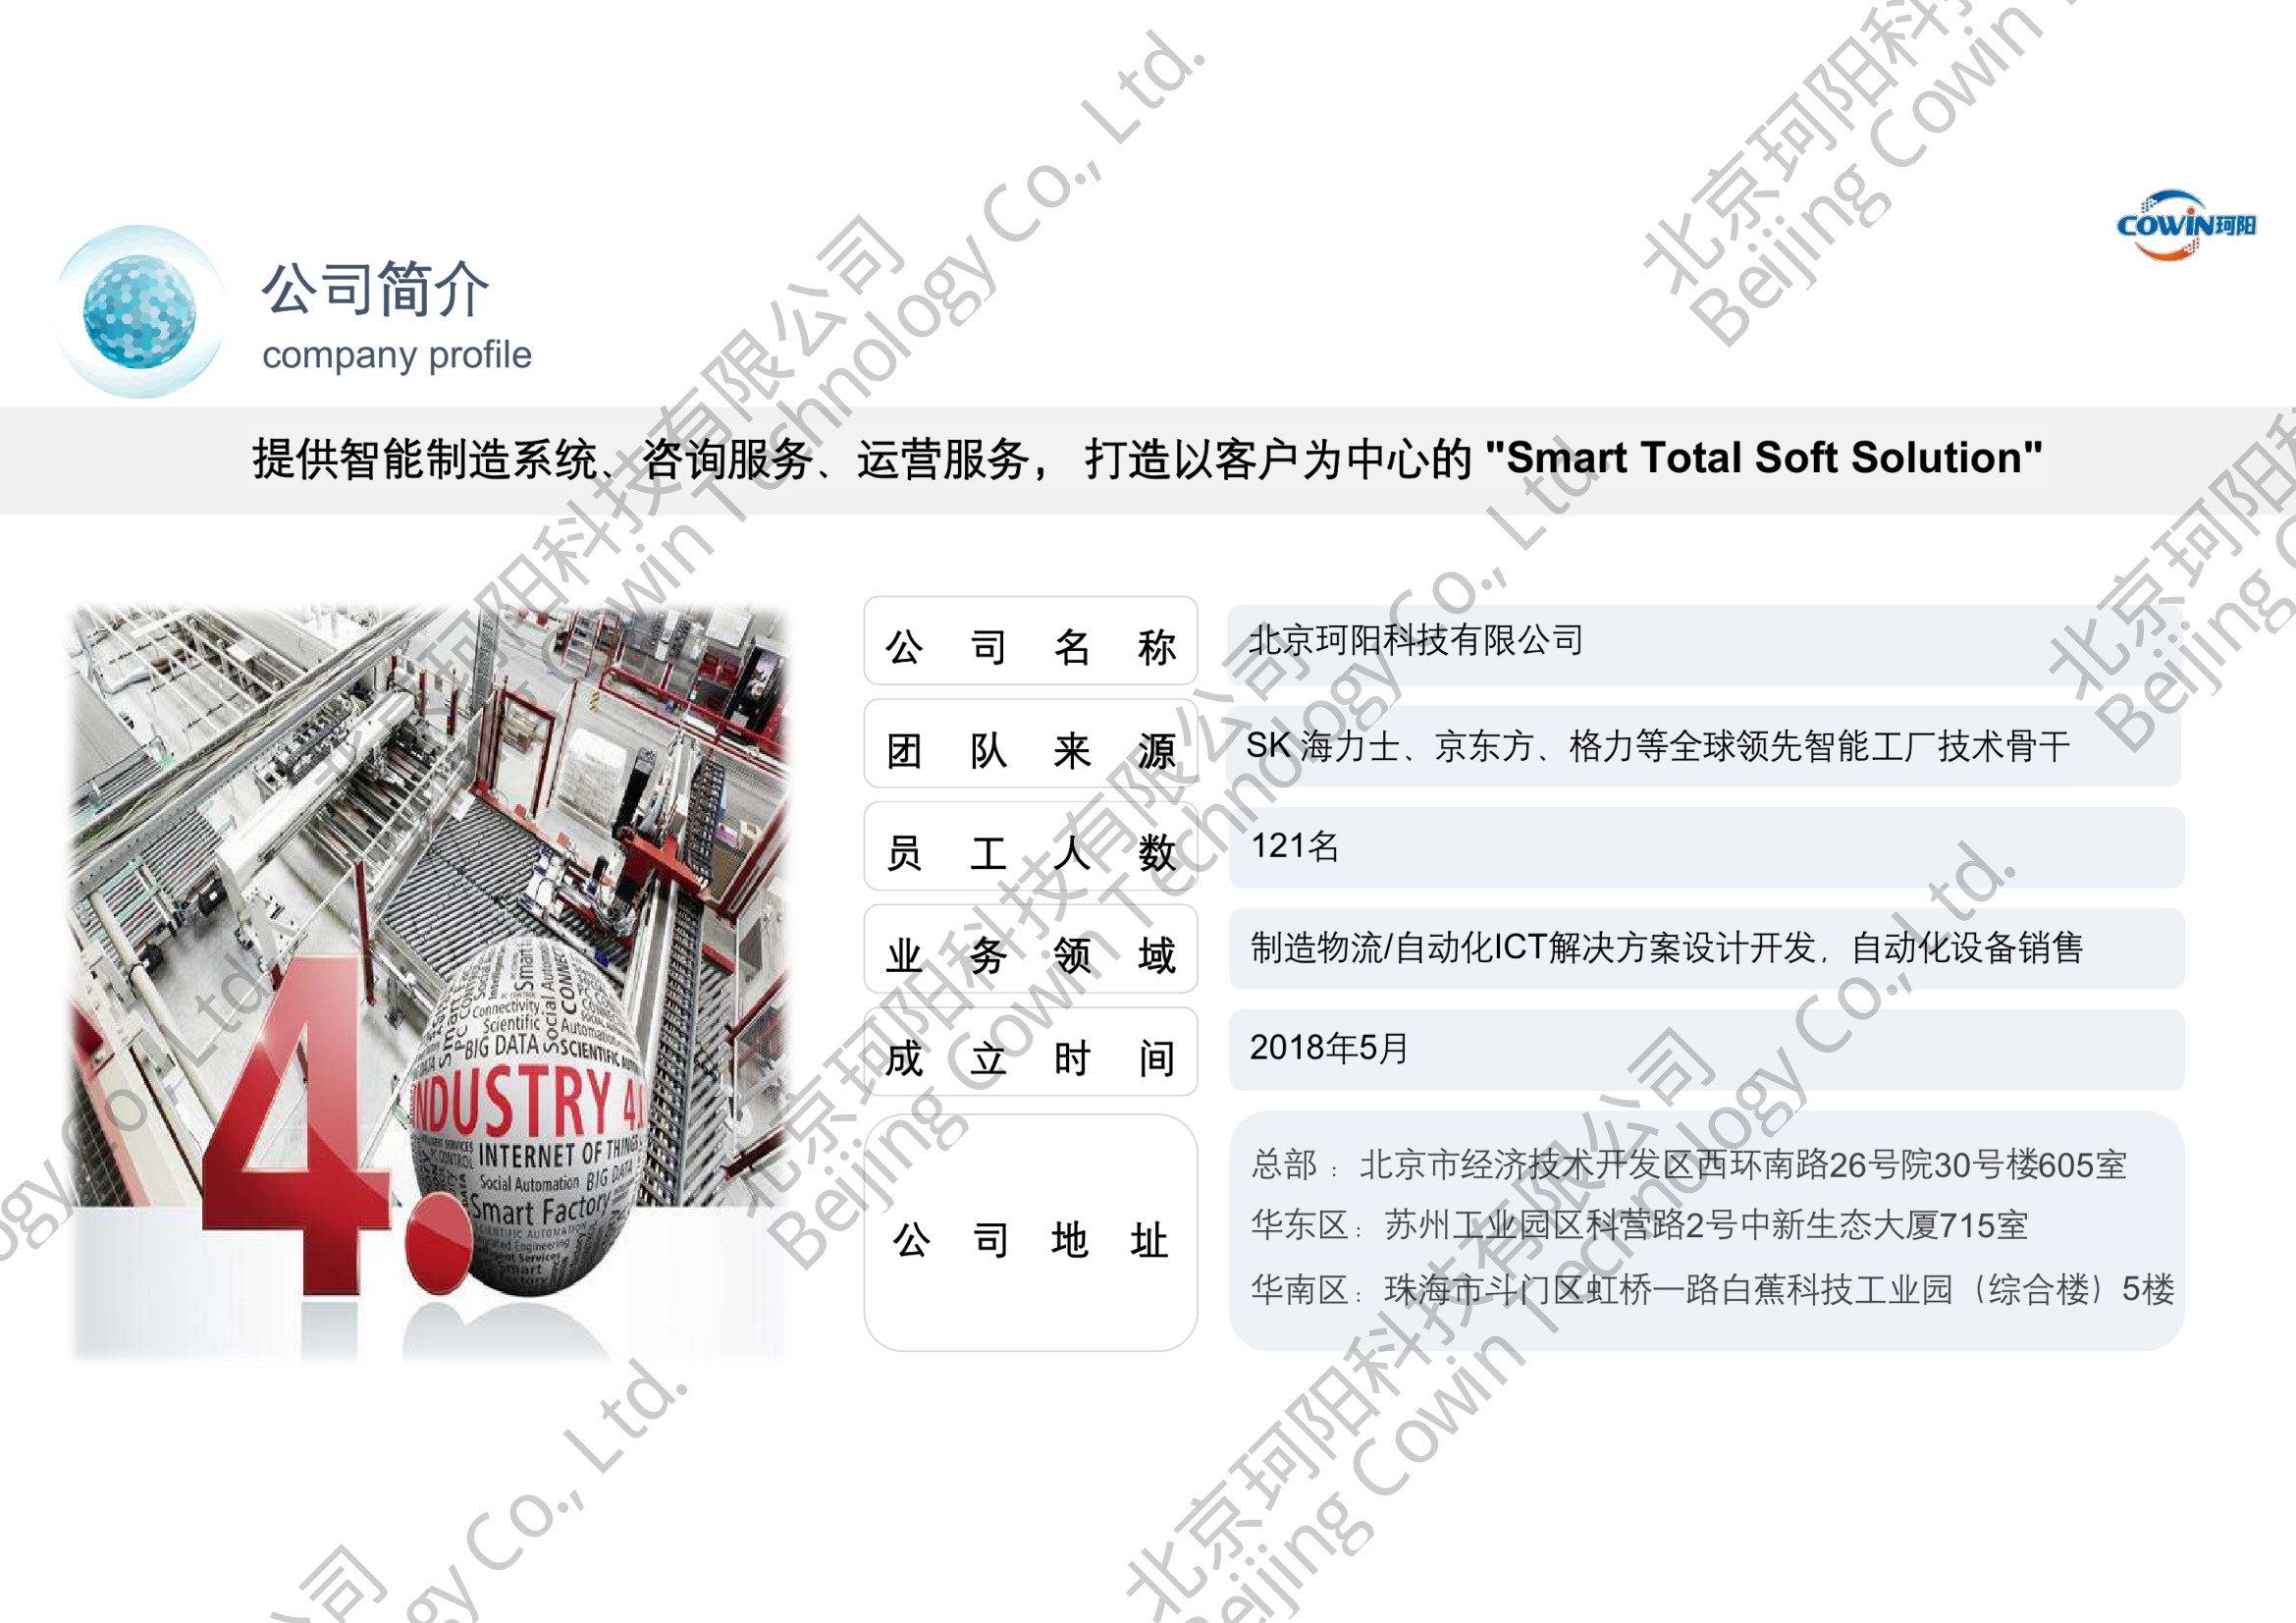 COWiN珂阳
公司简介
company profile
提供智能制造系统、咨询服务、运营服务， 打造以客户为中心的 "Smart Total Soft Solution"
公司名称
北京珂阳科技有限公司
团队来源
SK 海力士、京东方、格力等全球领先智能工厂技术骨干
员工人数
121名
业务领域
制造物流/自动化ICT解决方案设计开发，自动化设备销售
成立时间
2018年5月
公司地址
总部 ：北京市经济技术开发区西环南路26号院30号楼605室
华东区：苏州工业园区科营路2号中新生态大厦715室
华南区：珠海市斗门区虹桥一路白蕉科技工业园（综合楼）5楼
4.
Connectivity
Scientific
Automation
BIG DATA
SCIENTIFIC
Social Automation
INDUSTRY 4.0
INTERNET OF THINGS
Social Automation BIG DATA
Smart Factory
SCIENTIFIC AUTOMATION
Engineering
Services
Smart
Factory
北京珂阳科技有限公司
Beijing Cowin Technology Co., Ltd.